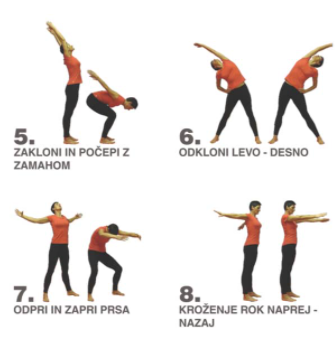 5.
ZAKLONI IN POČEPI Z
ZAMAHOM
6.
ODKLONI LEVO - DESNO
7.
ODPRI IN ZAPRI PRSA
8.
KROŽENJE ROK NAPREJ -
NAZAJ